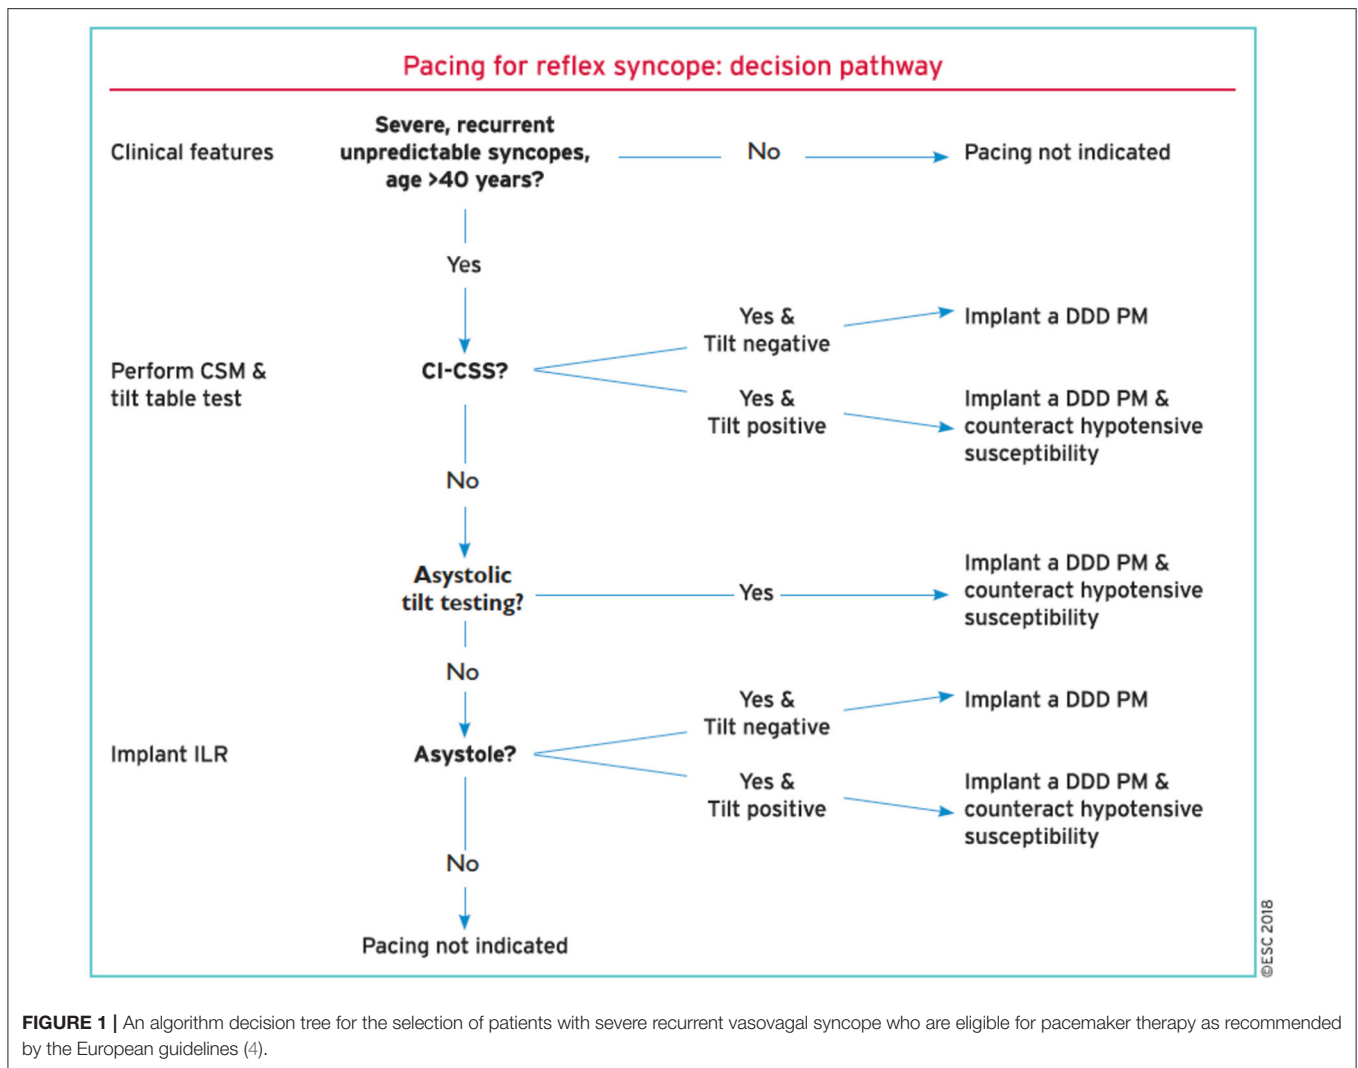 Pacing for reflex syncope: decision pathway
Clinical features
Severe, recurrent
unpredictable syncopes,
age >40 years?
No
Pacing not indicated
Yes
Perform CSM &
tilt table test
CI-CSS?
Yes &
Tilt negative
Implant a DDD PM
Yes &
Tilt positive
Implant a DDD PM &
counteract hypotensive
susceptibility
No
Asystolic
tilt testing?
Yes
Implant a DDD PM &
counteract hypotensive
susceptibility
No
Implant ILR
Asystole?
Yes &
Tilt negative
Implant a DDD PM
Yes &
Tilt positive
Implant a DDD PM &
counteract hypotensive
susceptibility
No
Pacing not indicated
©ESC 2018
FIGURE 1 | An algorithm decision tree for the selection of patients with severe recurrent vasovagal syncope who are eligible for pacemaker therapy as recommended
by the European guidelines (4).